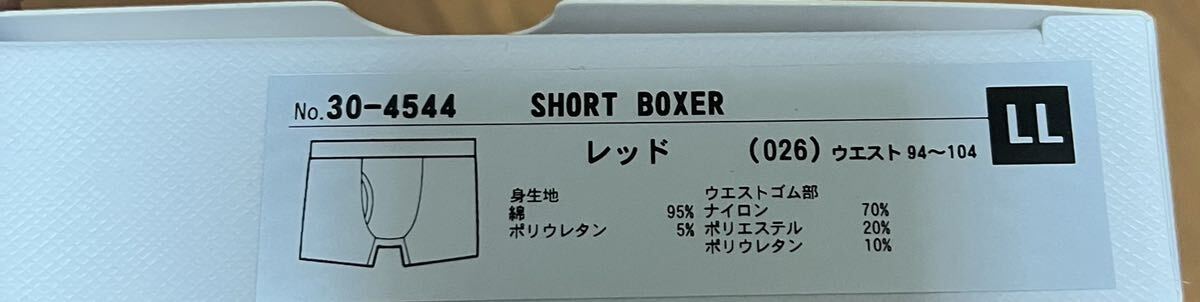 No.30-4544 SHORT BOXER LL
レッド (026) ウエスト 94〜104
身生地 ウエストゴム部
綿 95% ナイロン 70%
ポリウレタン 5% ポリエステル 20%
ポリウレタン 10%